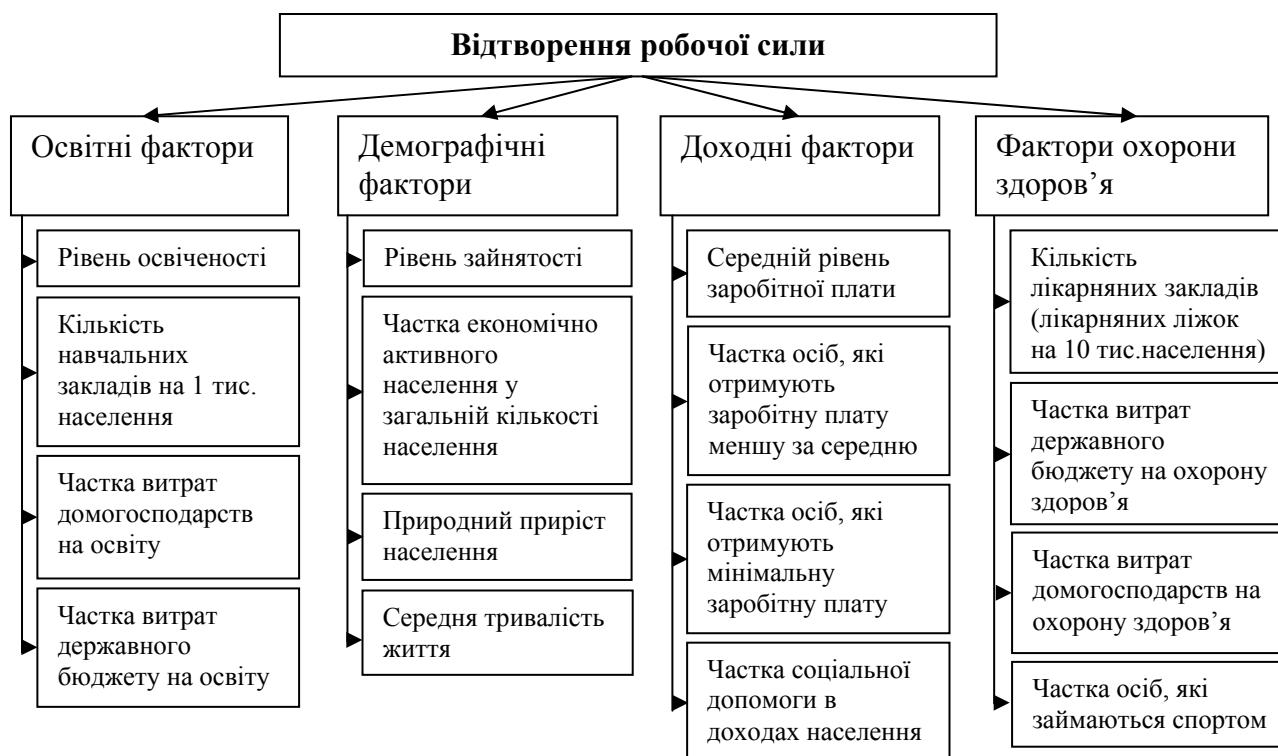 Відтворення робочої сили
Освітні фактори
Рівень освіченості
Кількість
навчальних
закладів на 1 тис.
населення
Частка витрат
домогосподарств
на освіту
Частка витрат
державного
бюджету на освіту
Демографічні
фактори
Рівень зайнятості
Частка економічно
активного
населення у
загальній кількості
населення
Природний приріст
населення
Середня тривалість
життя
Доходні фактори
Середній рівень
заробітної плати
Частка осіб, які
отримують
заробітну плату
меншу за середню
Частка осіб, які
отримують
мінімальну
заробітну плату
Частка соціальної
допомоги в
доходах населення
Фактори охорони
здоров’я
Кількість
лікарняних закладів
(лікарняних ліжок
на 10 тис.населення)
Частка витрат
державного
бюджету на охорону
здоров’я
Частка витрат
домогосподарств на
охорону здоров’я
Частка осіб, які
займаються спортом